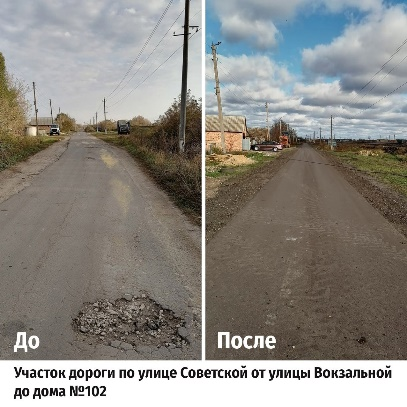 До
После
Участок дороги по улице Советской от улицы Вокзальной
до дома №102